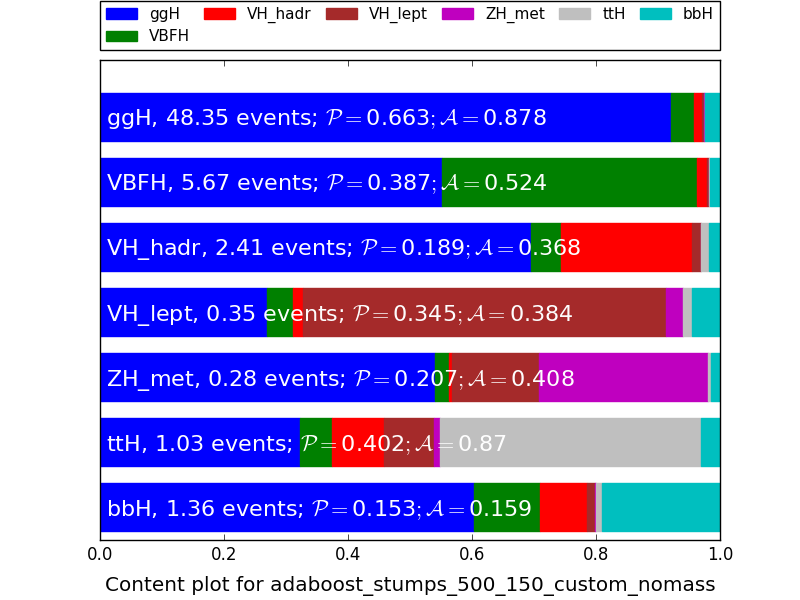 ggH VH_hadr VH_lept ZH_met ttH bbH
VBFH
ggH, 48.35 events; 𝒫 = 0.663; 𝒜 = 0.878
VBFH, 5.67 events; 𝒫 = 0.387; 𝒜 = 0.524
VH_hadr, 2.41 events; 𝒫 = 0.189; 𝒜 = 0.368
VH_lept, 0.35 events; 𝒫 = 0.345; 𝒜 = 0.384
ZH_met, 0.28 events; 𝒫 = 0.207; 𝒜 = 0.408
ttH, 1.03 events; 𝒫 = 0.402; 𝒜 = 0.87
bbH, 1.36 events; 𝒫 = 0.153; 𝒜 = 0.159
0.0 0.2 0.4 0.6 0.8 1.0
Content plot for adaboost_stumps_500_150_custom_nomass